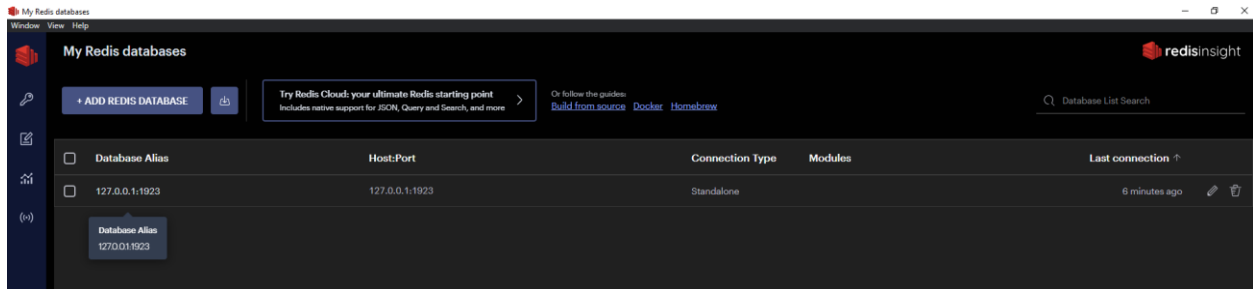 My Redis databases
Window View Help
My Redis databases
redisinsight
+ ADD REDIS DATABASE
Try Redis Cloud: your ultimate Redis starting point
Includes native support for JSON, Query and Search, and more
Or follow the guides:
Build from source Docker Homebrew
Database List Search
Database Alias Host:Port Connection Type Modules Last connection ↑
127.0.0.1:1923 127.0.0.1:1923 Standalone 6 minutes ago
Database Alias
127.0.0.1:1923